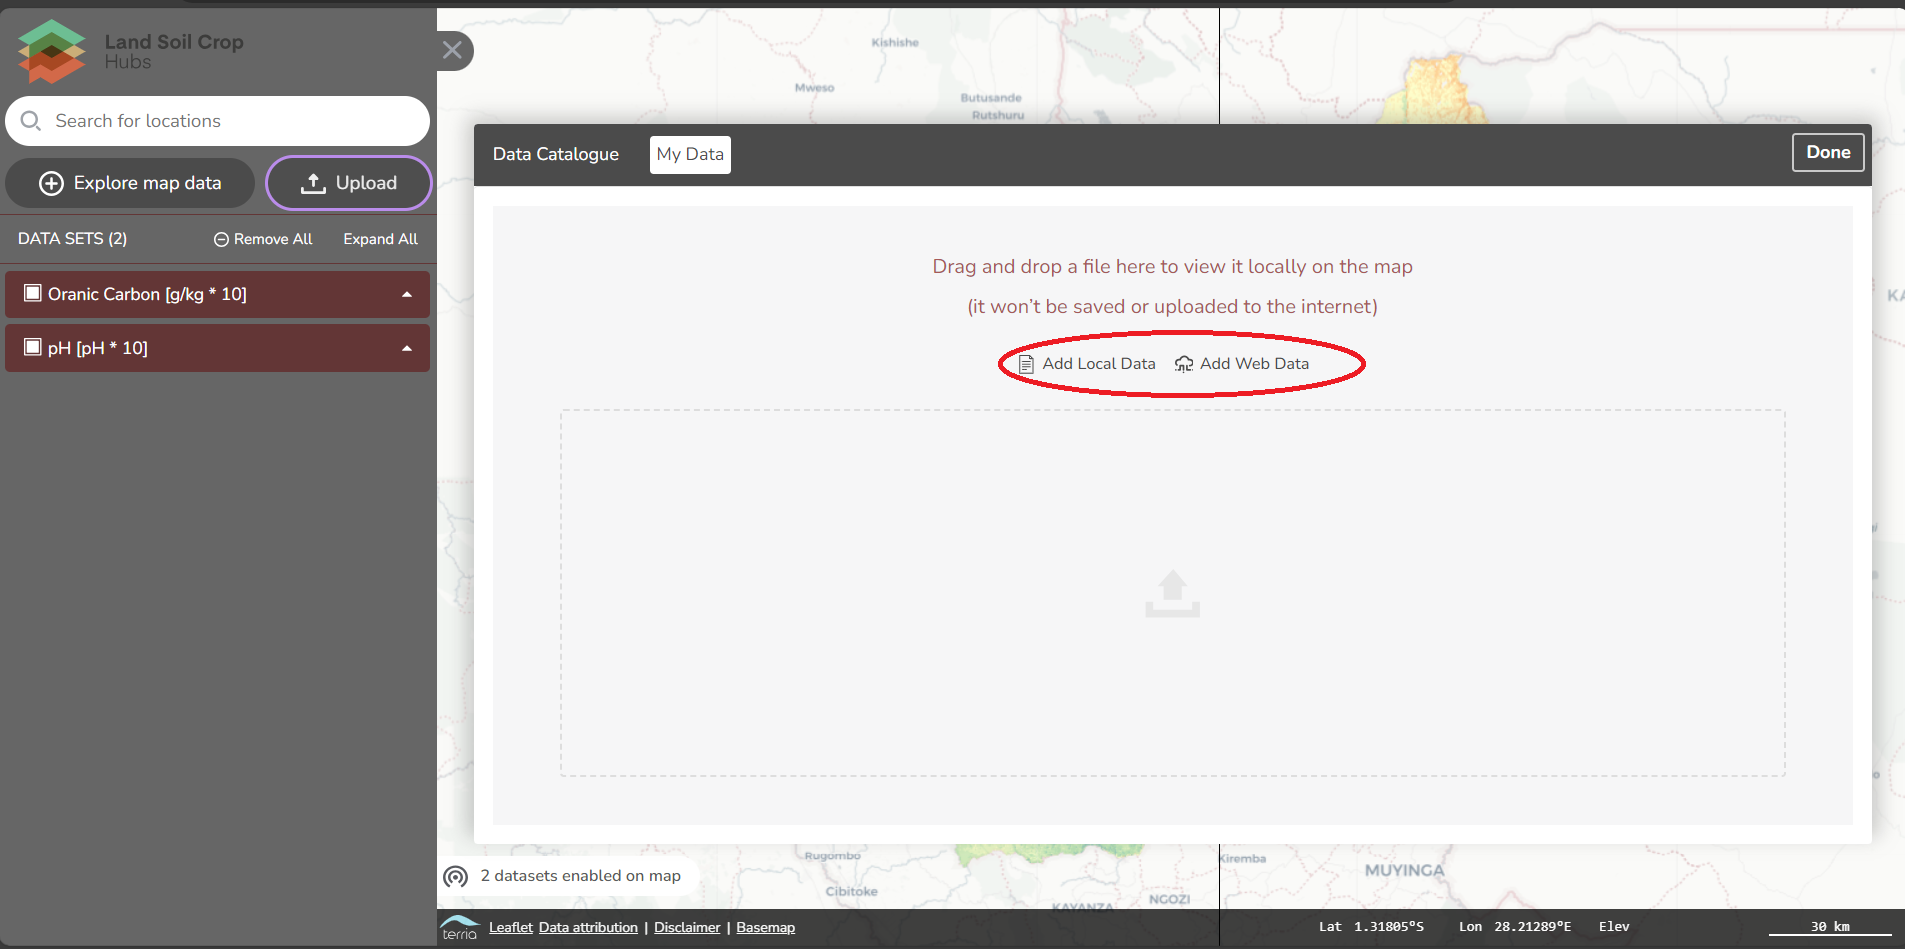 Land Soil Crop
Hubs
Search for locations
Explore map data
Upload
DATA SETS (2)
Remove All
Expand All
Oranic Carbon [g/kg * 10]
pH [pH * 10]
Kishishe
Mweso
Butusande
Rutshuru
Data Catalogue
My Data
Done
Drag and drop a file here to view it locally on the map
(it won't be saved or uploaded to the internet)
Add Local Data
Add Web Data
Rugombo
Kiremba
MUYINGA
2 datasets enabled on map
Cibitoke
NGOZI
KAYANZA
terria
Leaflet Data attribution | Disclaimer | Basemap
Lat 1.31805°S
Lon 28.21289°E
Elev
30 km